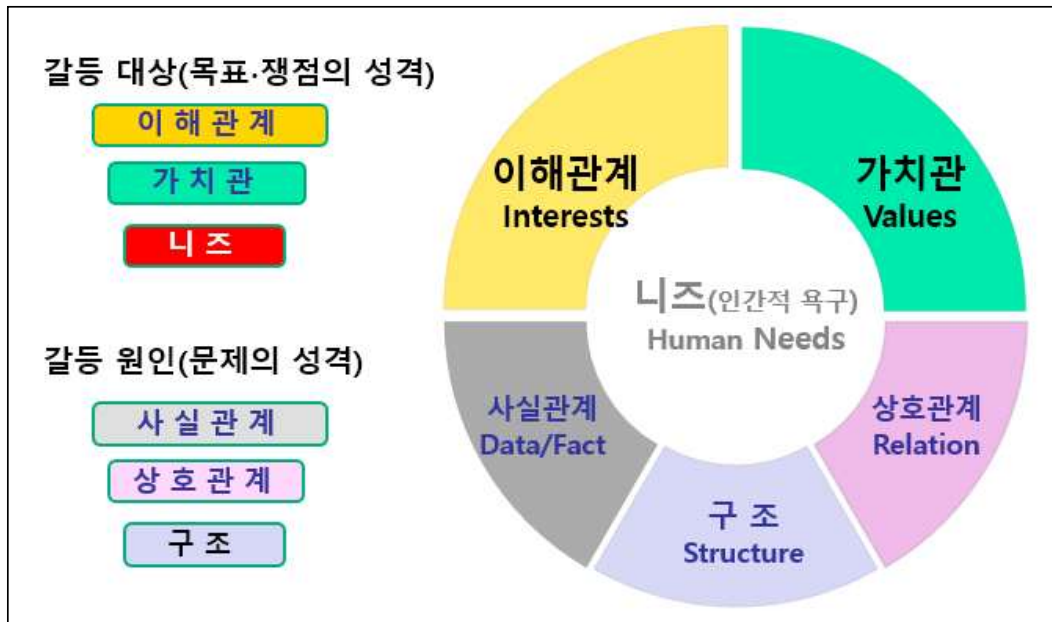 갈등 대상(목표·쟁점의 성격)
이 해 관 계
가 치 관
니 즈
갈등 원인(문제의 성격)
사 실 관 계
상 호 관 계
구 조
이해관계
Interests
가치관
Values
니즈(인간적 욕구)
Human Needs
사실관계
Data/Fact
상호관계
Relation
구 조
Structure